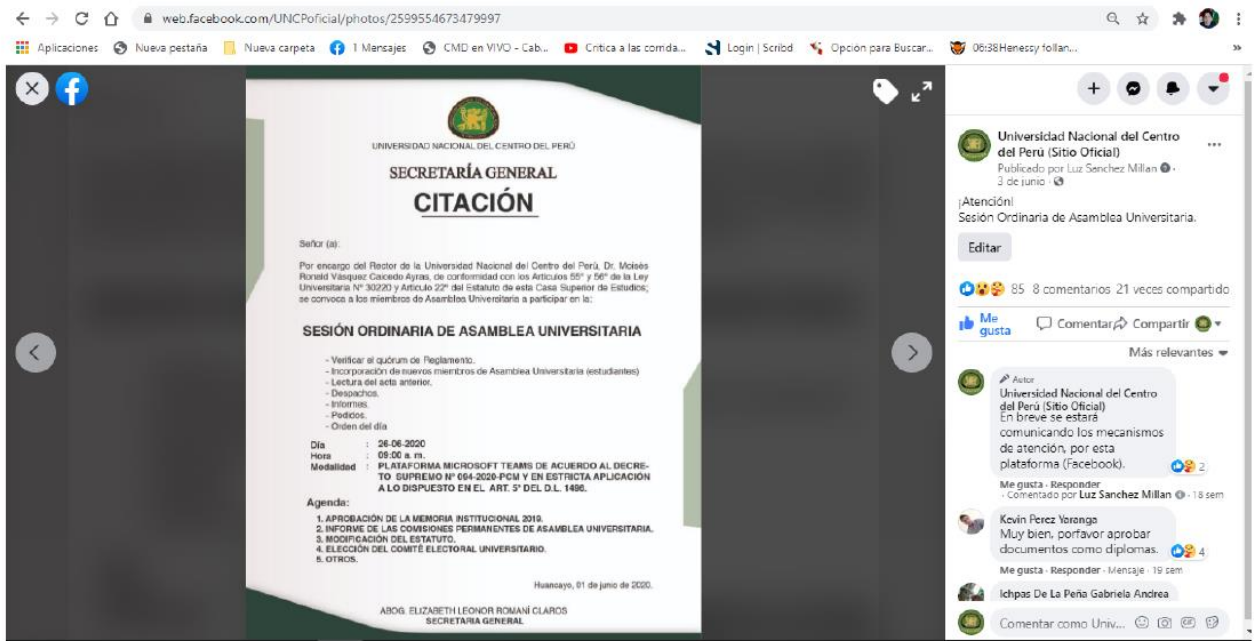 web.facebook.com/UNCPoficial/photos/2599554673479997
Aplicaciones
Nueva pestaña
Nueva carpeta
1 Mensajes
CMD en VIVO - Cab...
Critica a las corrida...
Login | Scribd
Opción para Buscar...
06:38Henessy follan...
»
UNIVERSIDAD NACIONAL DEL CENTRO DEL PERÚ
SECRETARÍA GENERAL
CITACIÓN
Señor (a):
Por encargo del Rector de la Universidad Nacional del Centro del Perú, Dr. Moisés
Ronald Vásquez Caicedo Ayras, de conformidad con los Artículos 55° y 56° de la Ley
Universitaria N° 30220 y Artículo 22° del Estatuto de esta Casa Superior de Estudios;
se convoca a los miembros de Asamblea Universitaria a participar en la:
SESIÓN ORDINARIA DE ASAMBLEA UNIVERSITARIA
- Verificar el quórum de Reglamento.
- Incorporación de nuevos miembros de Asamblea Universitaria (estudiantes)
- Lectura del acta anterior.
- Despachos.
- Informes.
- Pedidos.
- Orden del día
Día : 26-06-2020
Hora : 09:00 a. m.
Modalidad : PLATAFORMA MICROSOFT TEAMS DE ACUERDO AL DECRE-
TO SUPREMO N° 094-2020-PCM Y EN ESTRICTA APLICACIÓN
A LO DISPUESTO EN EL ART. 5° DEL D.L. 1496.
Agenda:
1. APROBACIÓN DE LA MEMORIA INSTITUCIONAL 2019.
2. INFORME DE LAS COMISIONES PERMANENTES DE ASAMBLEA UNIVERSITARIA.
3. MODIFICACIÓN DEL ESTATUTO.
4. ELECCIÓN DEL COMITÉ ELECTORAL UNIVERSITARIO.
5. OTROS.
Huancayo, 01 de junio de 2020.
ABOG. ELIZABETH LEONOR ROMANÍ CLAROS
SECRETARIA GENERAL
Universidad Nacional del Centro
del Perú (Sitio Oficial)
Publicado por Luz Sanchez Millan
3 de junio
¡Atención!
Sesión Ordinaria de Asamblea Universitaria.
Editar
85 8 comentarios 21 veces compartido
Me gusta
Comentar
Compartir
Más relevantes
Autor
Universidad Nacional del Centro
del Perú (Sitio Oficial)
En breve se estará
comunicando los mecanismos
de atención, por esta
plataforma (Facebook).
2
Me gusta · Responder
· Comentado por Luz Sanchez Millan · 18 sem
Kevin Perez Yaranga
Muy bien, porfavor aprobar
documentos como diplomas.
4
Me gusta · Responder · Mensaje · 19 sem
Ichpas De La Peña Gabriela Andrea
Comentar como Univ...